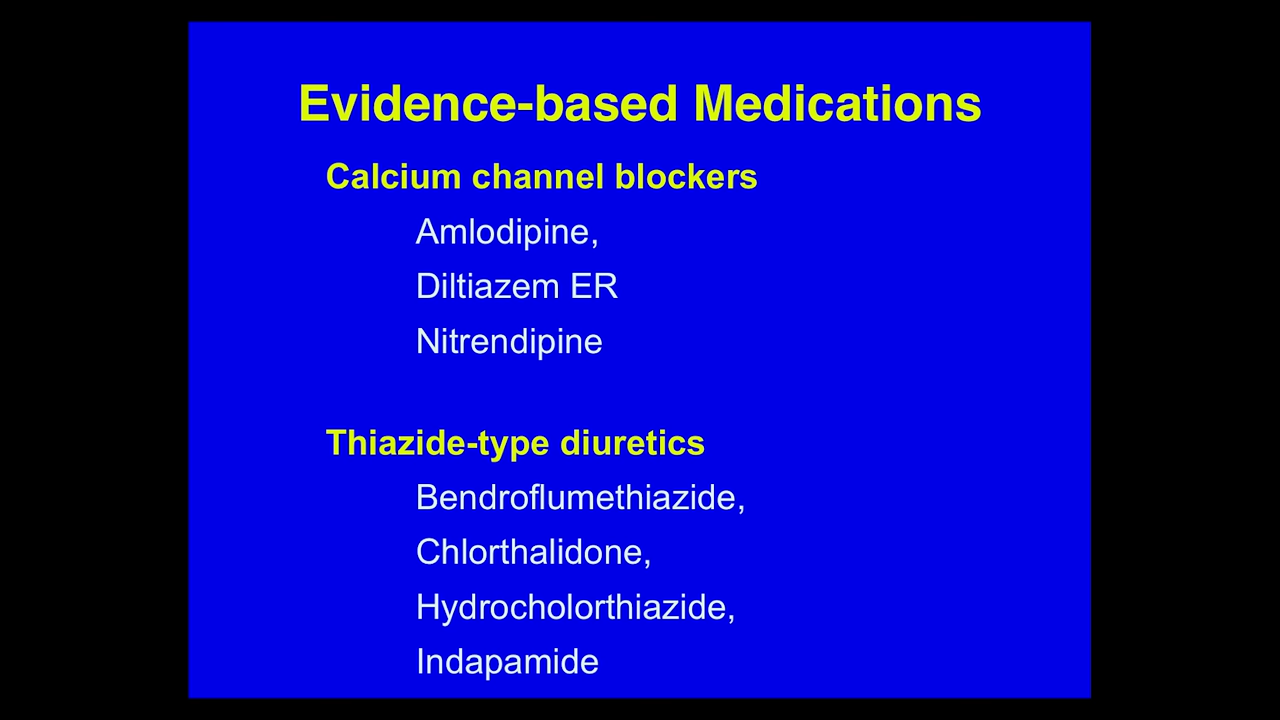 Evidence-based Medications
Calcium channel blockers
Amlodipine,
Diltiazem ER
Nitrendipine
Thiazide-type diuretics
Bendroflumethiazide,
Chlorthalidone,
Hydrocholorthiazide,
Indapamide